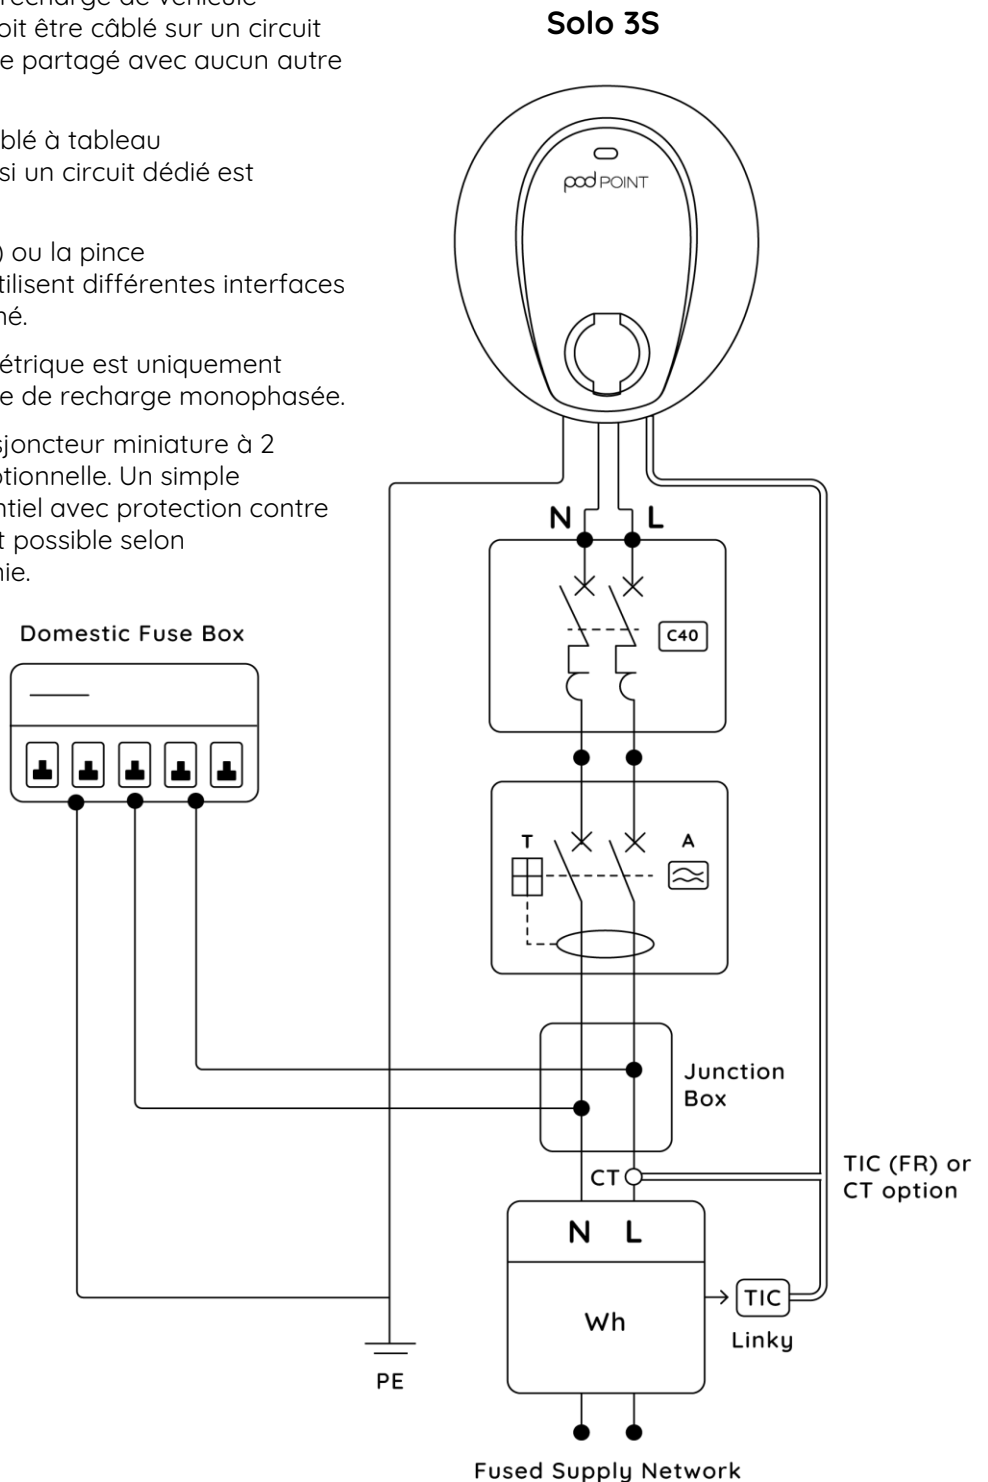 recharge de véhicule
oit être câblé sur un circuit
e partagé avec aucun autre
blé à tableau
si un circuit dédié est
) ou la pince
tilisent différentes interfaces
né.
étrique est uniquement
e de recharge monophasée.
sjoncteur miniature à 2
otionnelle. Un simple
ntiel avec protection contre
t possible selon
nie.
Solo 3S
pod POINT
N L
C40
Domestic Fuse Box
T A
Junction
Box
CT
TIC (FR) or
CT option
N L
Wh
TIC
Linky
PE
Fused Supply Network